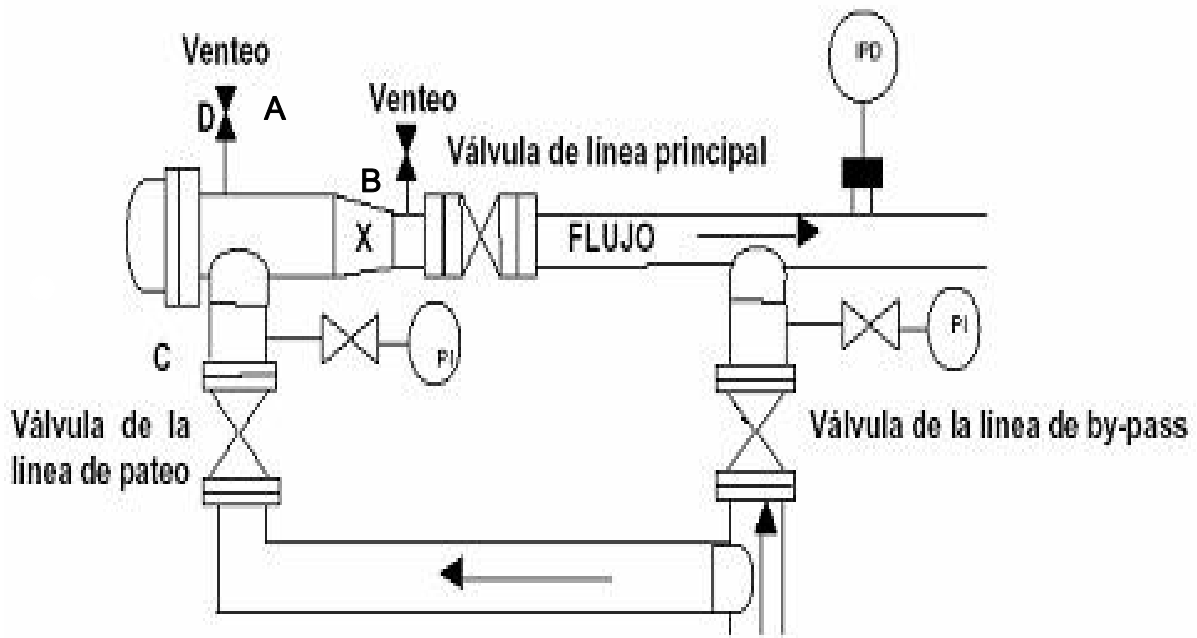 Venteo
A
D
Venteo
IPD
Válvula de línea principal
B
X
FLUJO
C
PI
PI
Válvula de la
linea de pateo
Válvula de la linea de by-pass